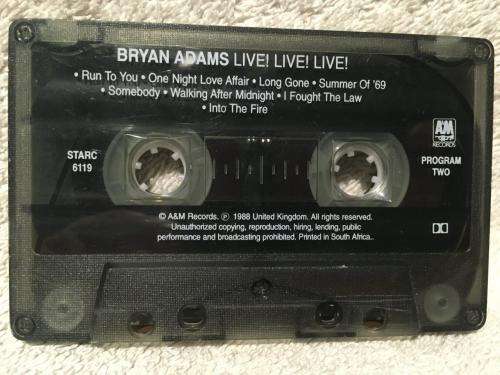 BRYAN ADAMS LIVE! LIVE! LIVE!
• Run To You • One Night Love Affair • Long Gone • Summer Of '69
• Somebody • Walking After Midnight • I Fought The Law
• Into The Fire
A&M
RECORDS
STARC
6119
PROGRAM
TWO
© A&M Records. ℗ 1988 United Kingdom. All rights reserved.
Unauthorized copying, reproduction, hiring, lending, public
performance and broadcasting prohibited. Printed in South Africa..